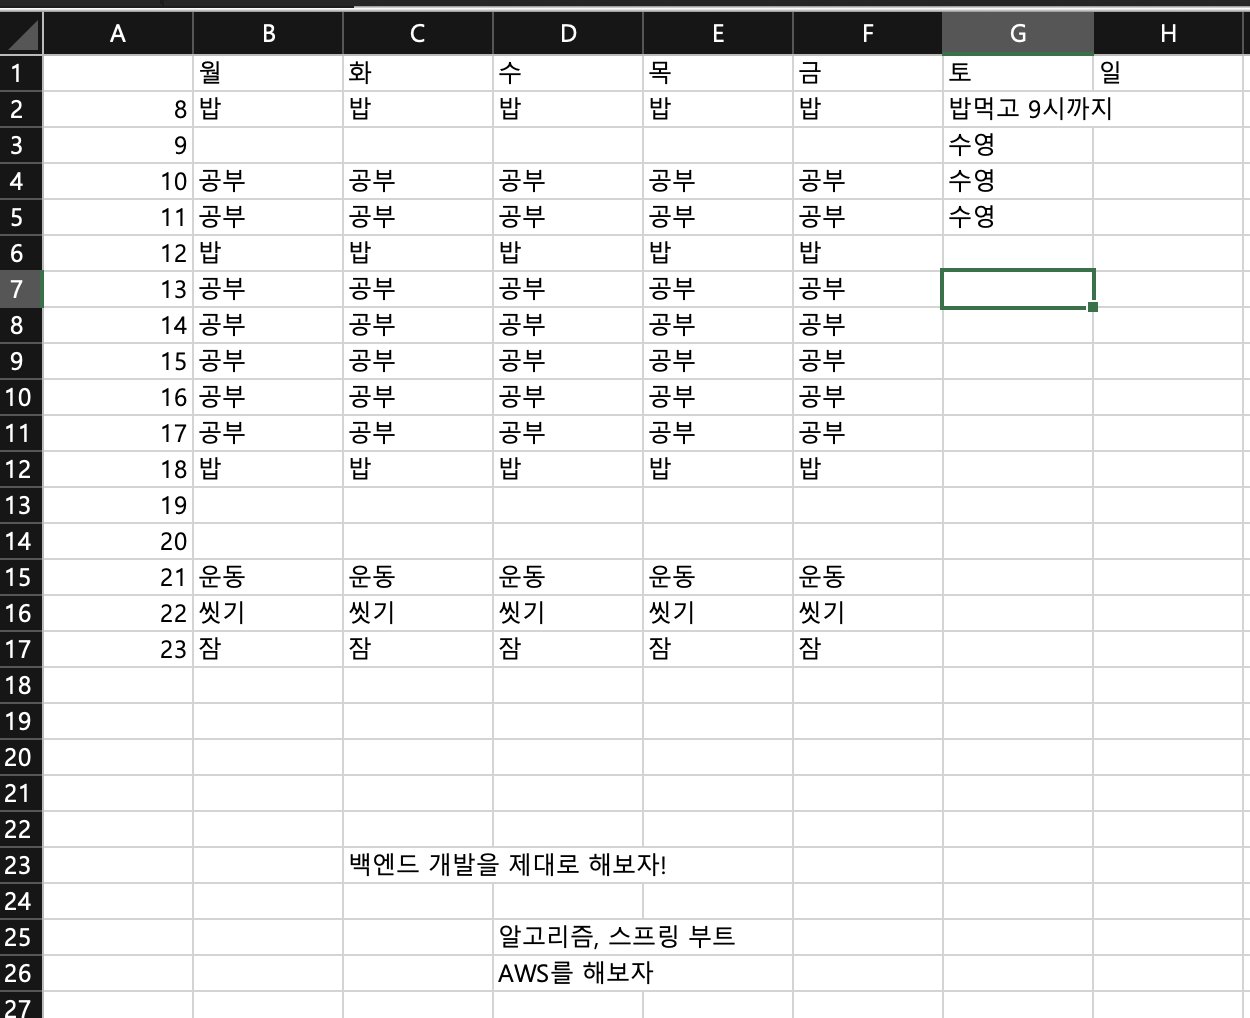 A B C D E F G H
1 월 화 수 목 금 토 일
2 8 밥 밥 밥 밥 밥 밥먹고 9시까지
3 9 수영
4 10 공부 공부 공부 공부 공부 수영
5 11 공부 공부 공부 공부 공부 수영
6 12 밥 밥 밥 밥 밥
7 13 공부 공부 공부 공부 공부
8 14 공부 공부 공부 공부 공부
9 15 공부 공부 공부 공부 공부
10 16 공부 공부 공부 공부 공부
11 17 공부 공부 공부 공부 공부
12 18 밥 밥 밥 밥 밥
13 19
14 20
15 21 운동 운동 운동 운동 운동
16 22 씻기 씻기 씻기 씻기 씻기
17 23 잠 잠 잠 잠 잠
18
19
20
21
22
23 백엔드 개발을 제대로 해보자!
24
25 알고리즘, 스프링 부트
26 AWS를 해보자
27